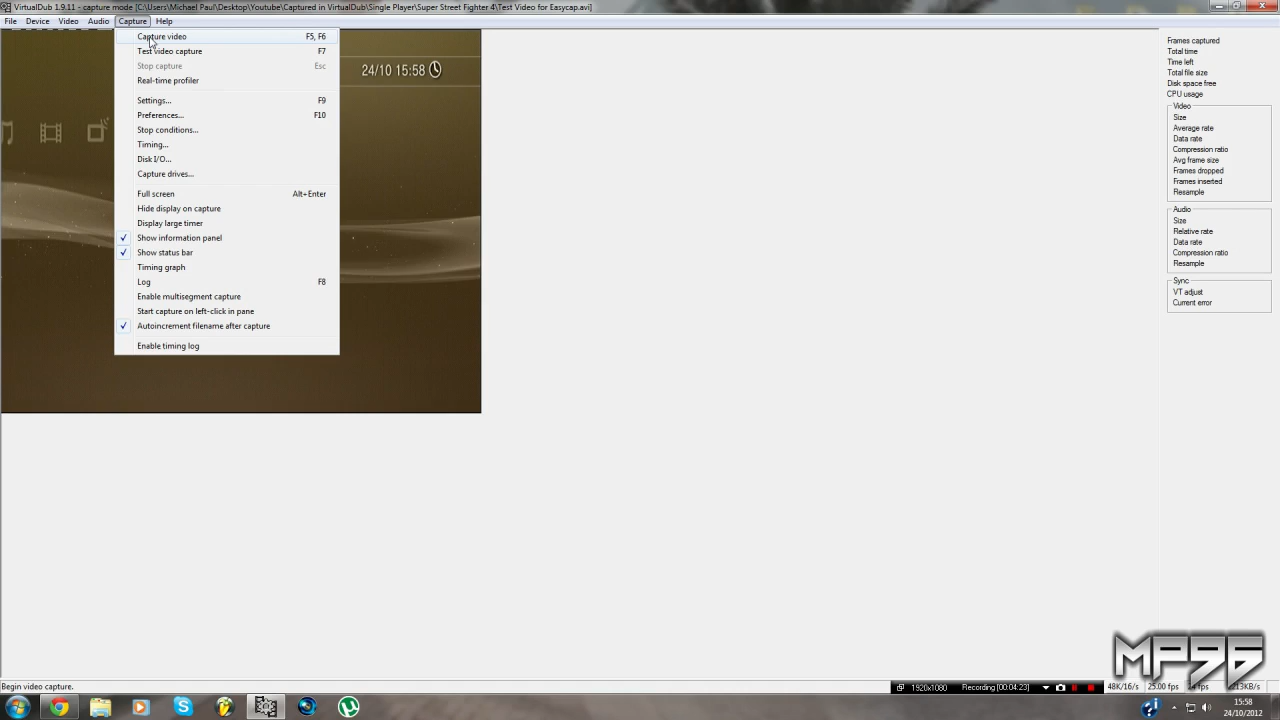 VirtualDub 1.9.11 - capture mode [C:\Users\Michael Paul\Desktop\Youtube\Captured in VirtualDub\Single Player\Super Street Fighter 4\Test Video for Easycap.avi]
File Device Video Audio Capture Help
Capture video F5, F6
Test video capture F7
Stop capture Esc
Real-time profiler
Settings... F9
Preferences... F10
Stop conditions...
Timing...
Disk I/O...
Capture drives...
Full screen Alt+Enter
Hide display on capture
Display large timer
Show information panel
Show status bar
Timing graph
Log F8
Enable multisegment capture
Start capture on left-click in pane
Autoincrement filename after capture
Enable timing log
24/10 15:58
Frames captured
Total time
Time left
Total file size
Disk space free
CPU usage
Video
Size
Average rate
Data rate
Compression ratio
Avg frame size
Frames dropped
Frames inserted
Resample
Audio
Size
Relative rate
Data rate
Compression ratio
Resample
Sync
VT adjust
Current error
MP96
Begin video capture.
1920x1080 Recording [00:04:23] 48K/16/s 25.00 fps
15:58
24/10/2012